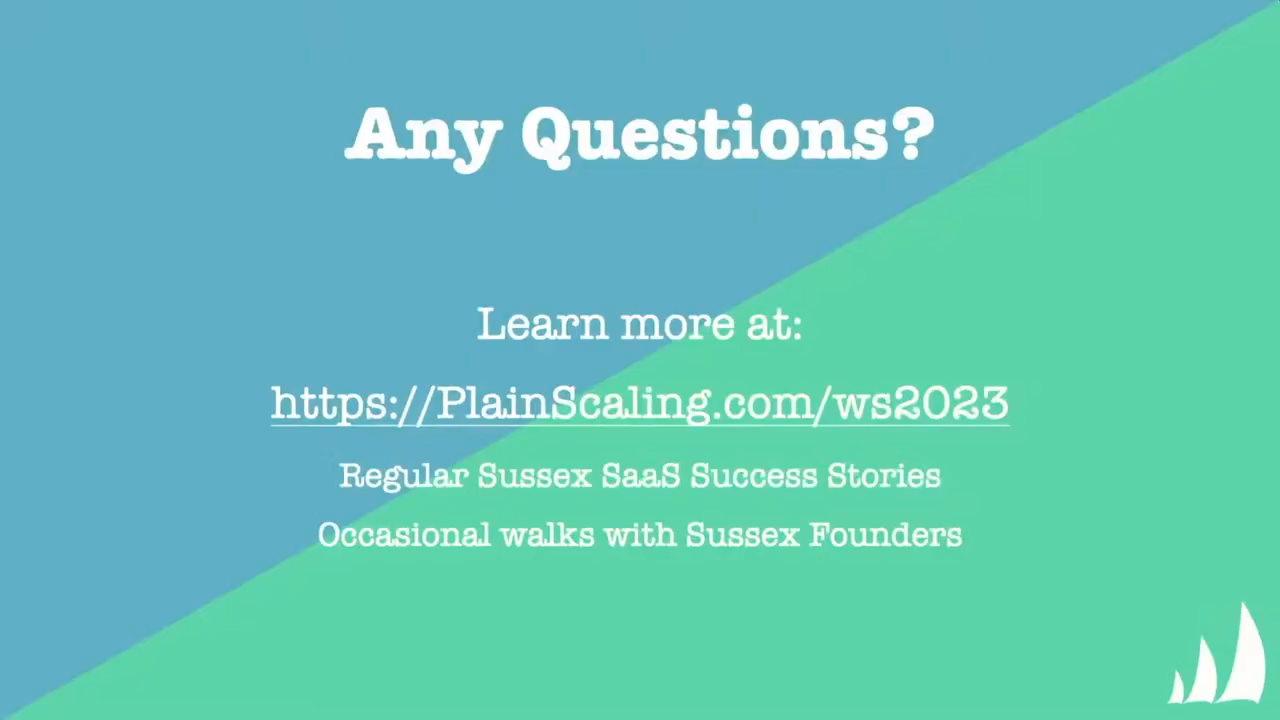 Any Questions?
Learn more at:
https://PlainScaling.com/ws2023
Regular Sussex SaaS Success Stories
Occasional walks with Sussex Founders